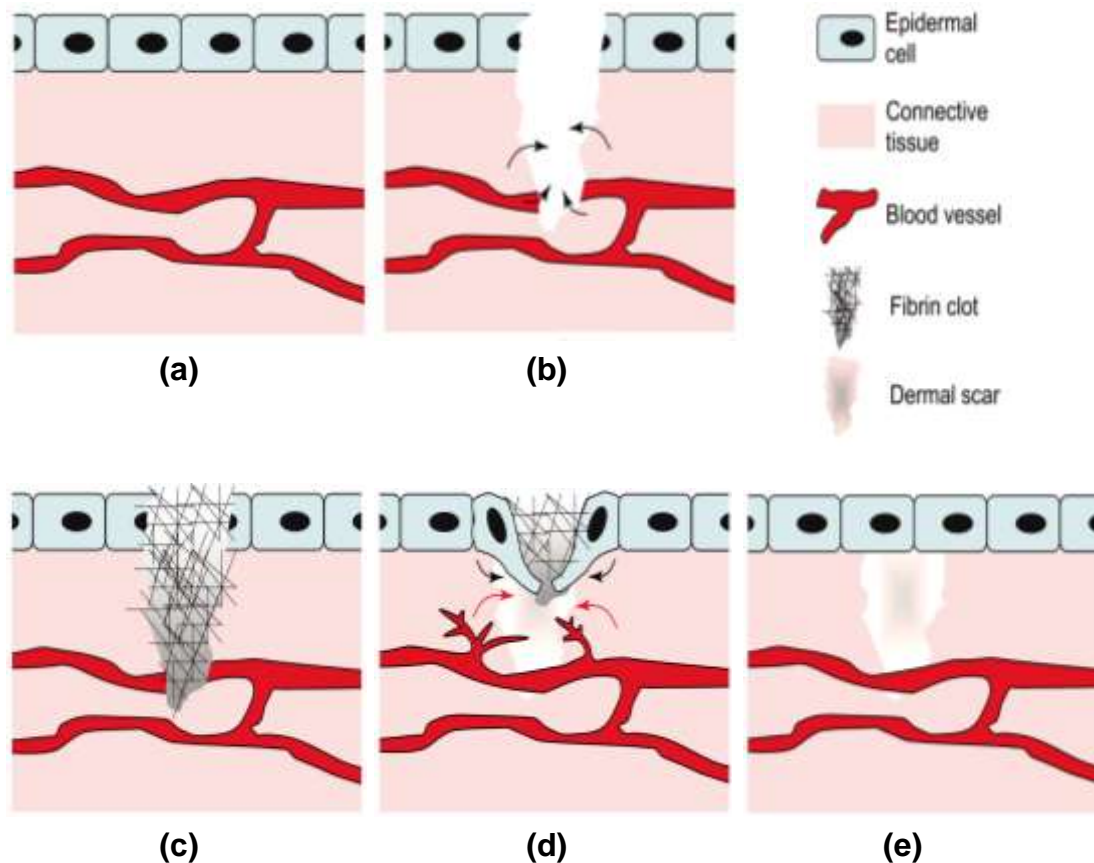 Epidermal
cell
Connective
tissue
Blood vessel
Fibrin clot
Dermal scar
(a)
(b)
(c)
(d)
(e)